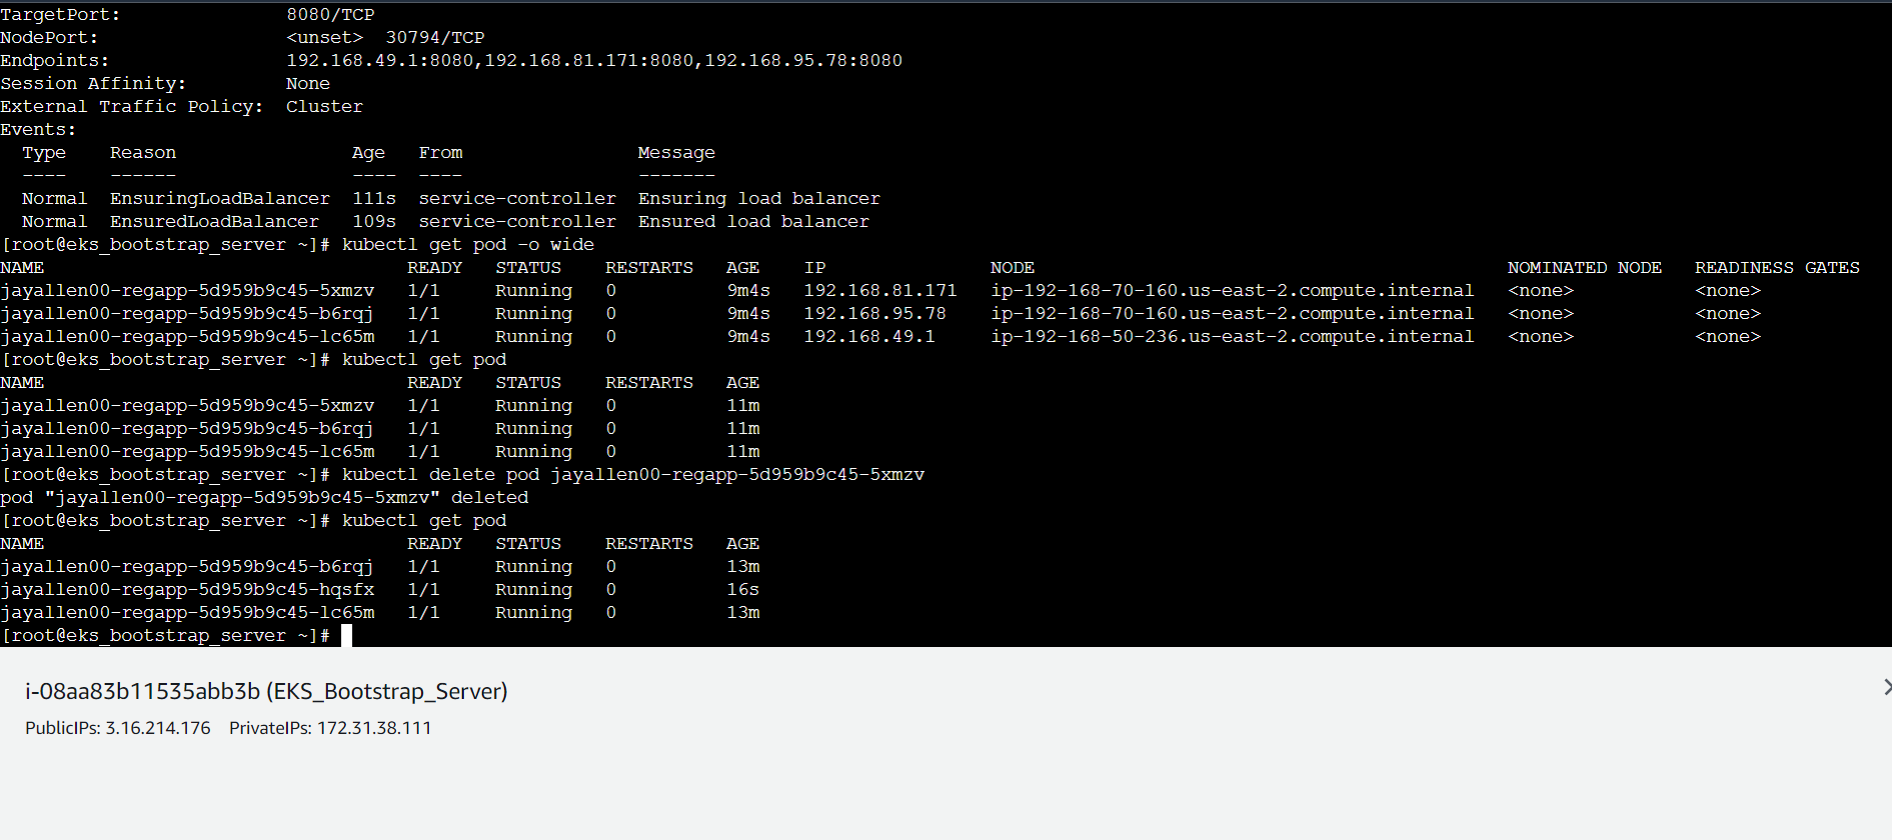 TargetPort: 8080/TCP
NodePort: <unset> 30794/TCP
Endpoints: 192.168.49.1:8080,192.168.81.171:8080,192.168.95.78:8080
Session Affinity: None
External Traffic Policy: Cluster
Events:
Type Reason Age From Message
---- ------ ---- ---- -------
Normal EnsuringLoadBalancer 111s service-controller Ensuring load balancer
Normal EnsuredLoadBalancer 109s service-controller Ensured load balancer
[root@eks_bootstrap_server ~]# kubectl get pod -o wide
NAME READY STATUS RESTARTS AGE IP NODE NOMINATED NODE READINESS GATES
jayallen00-regapp-5d959b9c45-5xmzv 1/1 Running 0 9m4s 192.168.81.171 ip-192-168-70-160.us-east-2.compute.internal <none> <none>
jayallen00-regapp-5d959b9c45-b6rqj 1/1 Running 0 9m4s 192.168.95.78 ip-192-168-70-160.us-east-2.compute.internal <none> <none>
jayallen00-regapp-5d959b9c45-lc65m 1/1 Running 0 9m4s 192.168.49.1 ip-192-168-50-236.us-east-2.compute.internal <none> <none>
[root@eks_bootstrap_server ~]# kubectl get pod
NAME READY STATUS RESTARTS AGE
jayallen00-regapp-5d959b9c45-5xmzv 1/1 Running 0 11m
jayallen00-regapp-5d959b9c45-b6rqj 1/1 Running 0 11m
jayallen00-regapp-5d959b9c45-lc65m 1/1 Running 0 11m
[root@eks_bootstrap_server ~]# kubectl delete pod jayallen00-regapp-5d959b9c45-5xmzv
pod "jayallen00-regapp-5d959b9c45-5xmzv" deleted
[root@eks_bootstrap_server ~]# kubectl get pod
NAME READY STATUS RESTARTS AGE
jayallen00-regapp-5d959b9c45-b6rqj 1/1 Running 0 13m
jayallen00-regapp-5d959b9c45-hqsfx 1/1 Running 0 16s
jayallen00-regapp-5d959b9c45-lc65m 1/1 Running 0 13m
[root@eks_bootstrap_server ~]#
i-08aa83b11535abb3b (EKS_Bootstrap_Server)
PublicIPs: 3.16.214.176 PrivateIPs: 172.31.38.111